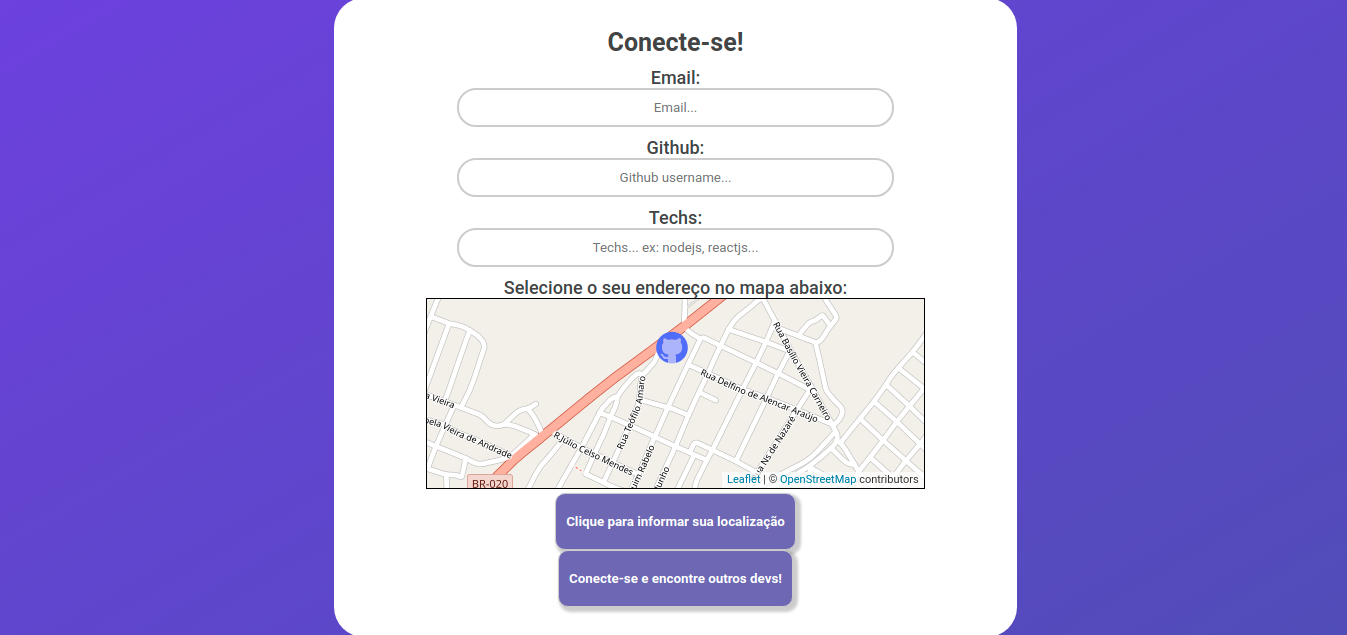 Conecte-se!
Email:
Email...
Github:
Github username...
Techs:
Techs... ex: nodejs, reactjs...
Selecione o seu endereço no mapa abaixo:
Rua Basílio Vieira Carneiro
Rua Delfino de Alencar Araújo
Rua Teófilo Amaro
a Vieira
bela Vieira de Andrade
R.Júlio Celso Mendes
a Ns de Nazaré
uim Rabelo
unho
BR-020
Leaflet | © OpenStreetMap contributors
Clique para informar sua localização
Conecte-se e encontre outros devs!